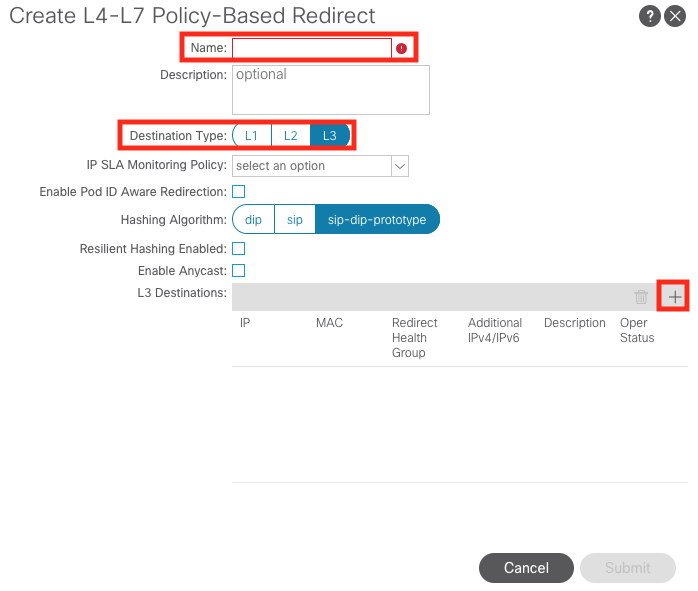 Create L4-L7 Policy-Based Redirect
Name:
Description: optional
Destination Type: L1 L2 L3
IP SLA Monitoring Policy: select an option
Enable Pod ID Aware Redirection:
Hashing Algorithm: dip sip sip-dip-prototype
Resilient Hashing Enabled:
Enable Anycast:
L3 Destinations:
IP MAC Redirect Health Group Additional IPv4/IPv6 Description Oper Status
Cancel Submit